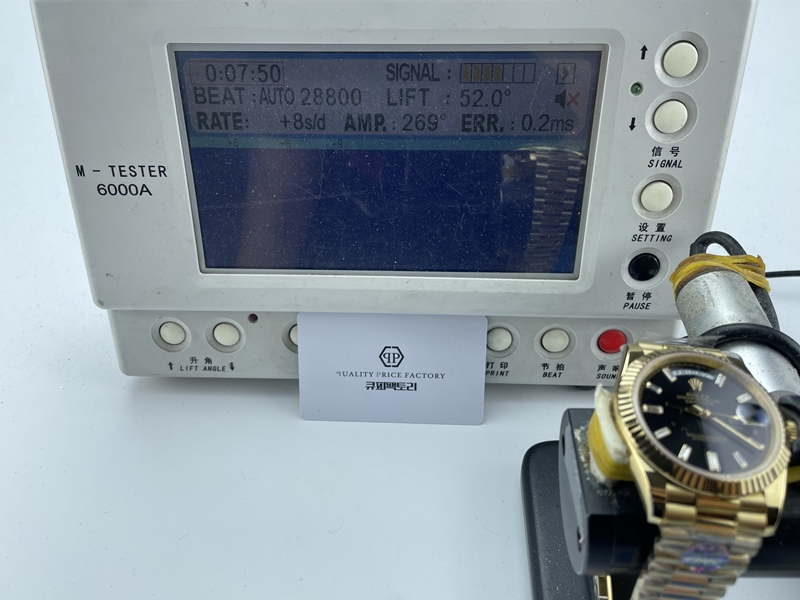 0:07:50 SIGNAL :
BEAT : AUTO 28800 LIFT : 52.0°
RATE: +8s/d AMP.: 269° ERR. : 0.2ms
M - TESTER
6000A
信号
SIGNAL
设置
SETTING
暂停
PAUSE
升角
LIFT ANGLE
打印
PRINT
节拍
BEAT
QUALITY PRICE FACTORY
큐피팩토리